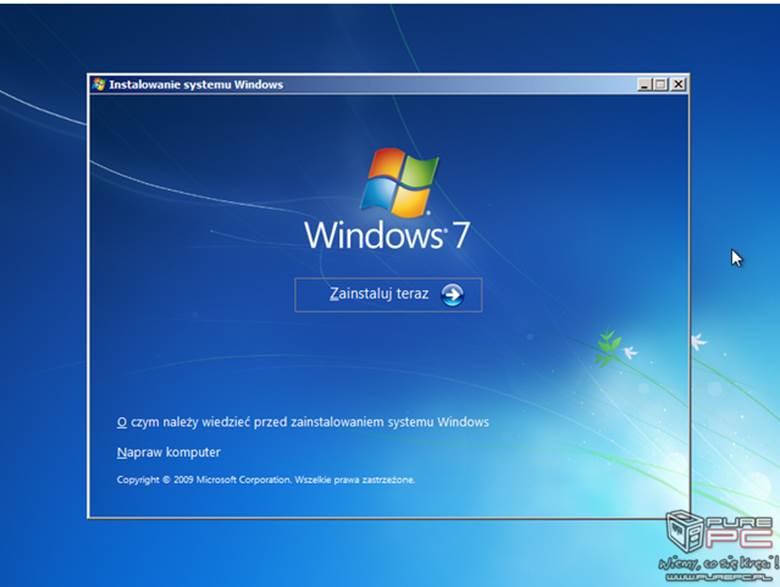 Instalowanie systemu Windows
Windows® 7
Zainstaluj teraz
O czym należy wiedzieć przed zainstalowaniem systemu Windows
Napraw komputer
Copyright © 2009 Microsoft Corporation. Wszelkie prawa zastrzeżone.
PURE
PC
Wiemy, co się kręci!
WWW.PUREPC.PL